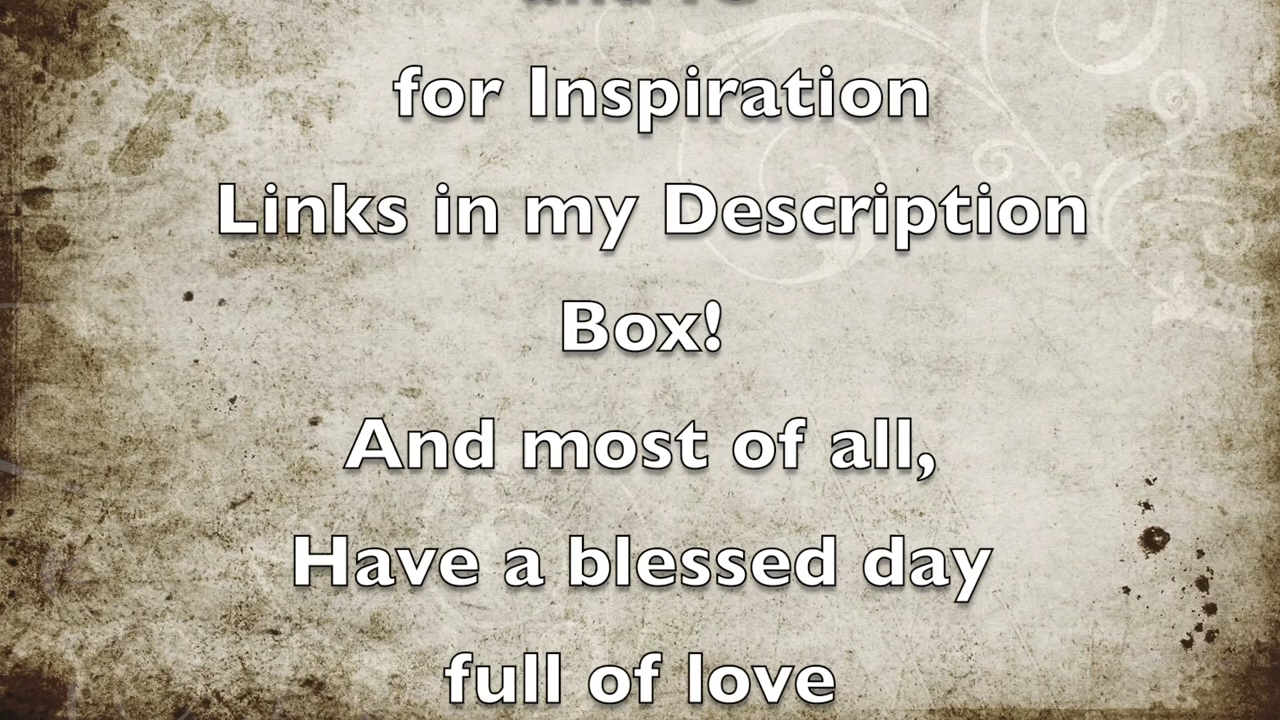 for Inspiration
Links in my Description
Box!
And most of all,
Have a blessed day
full of love